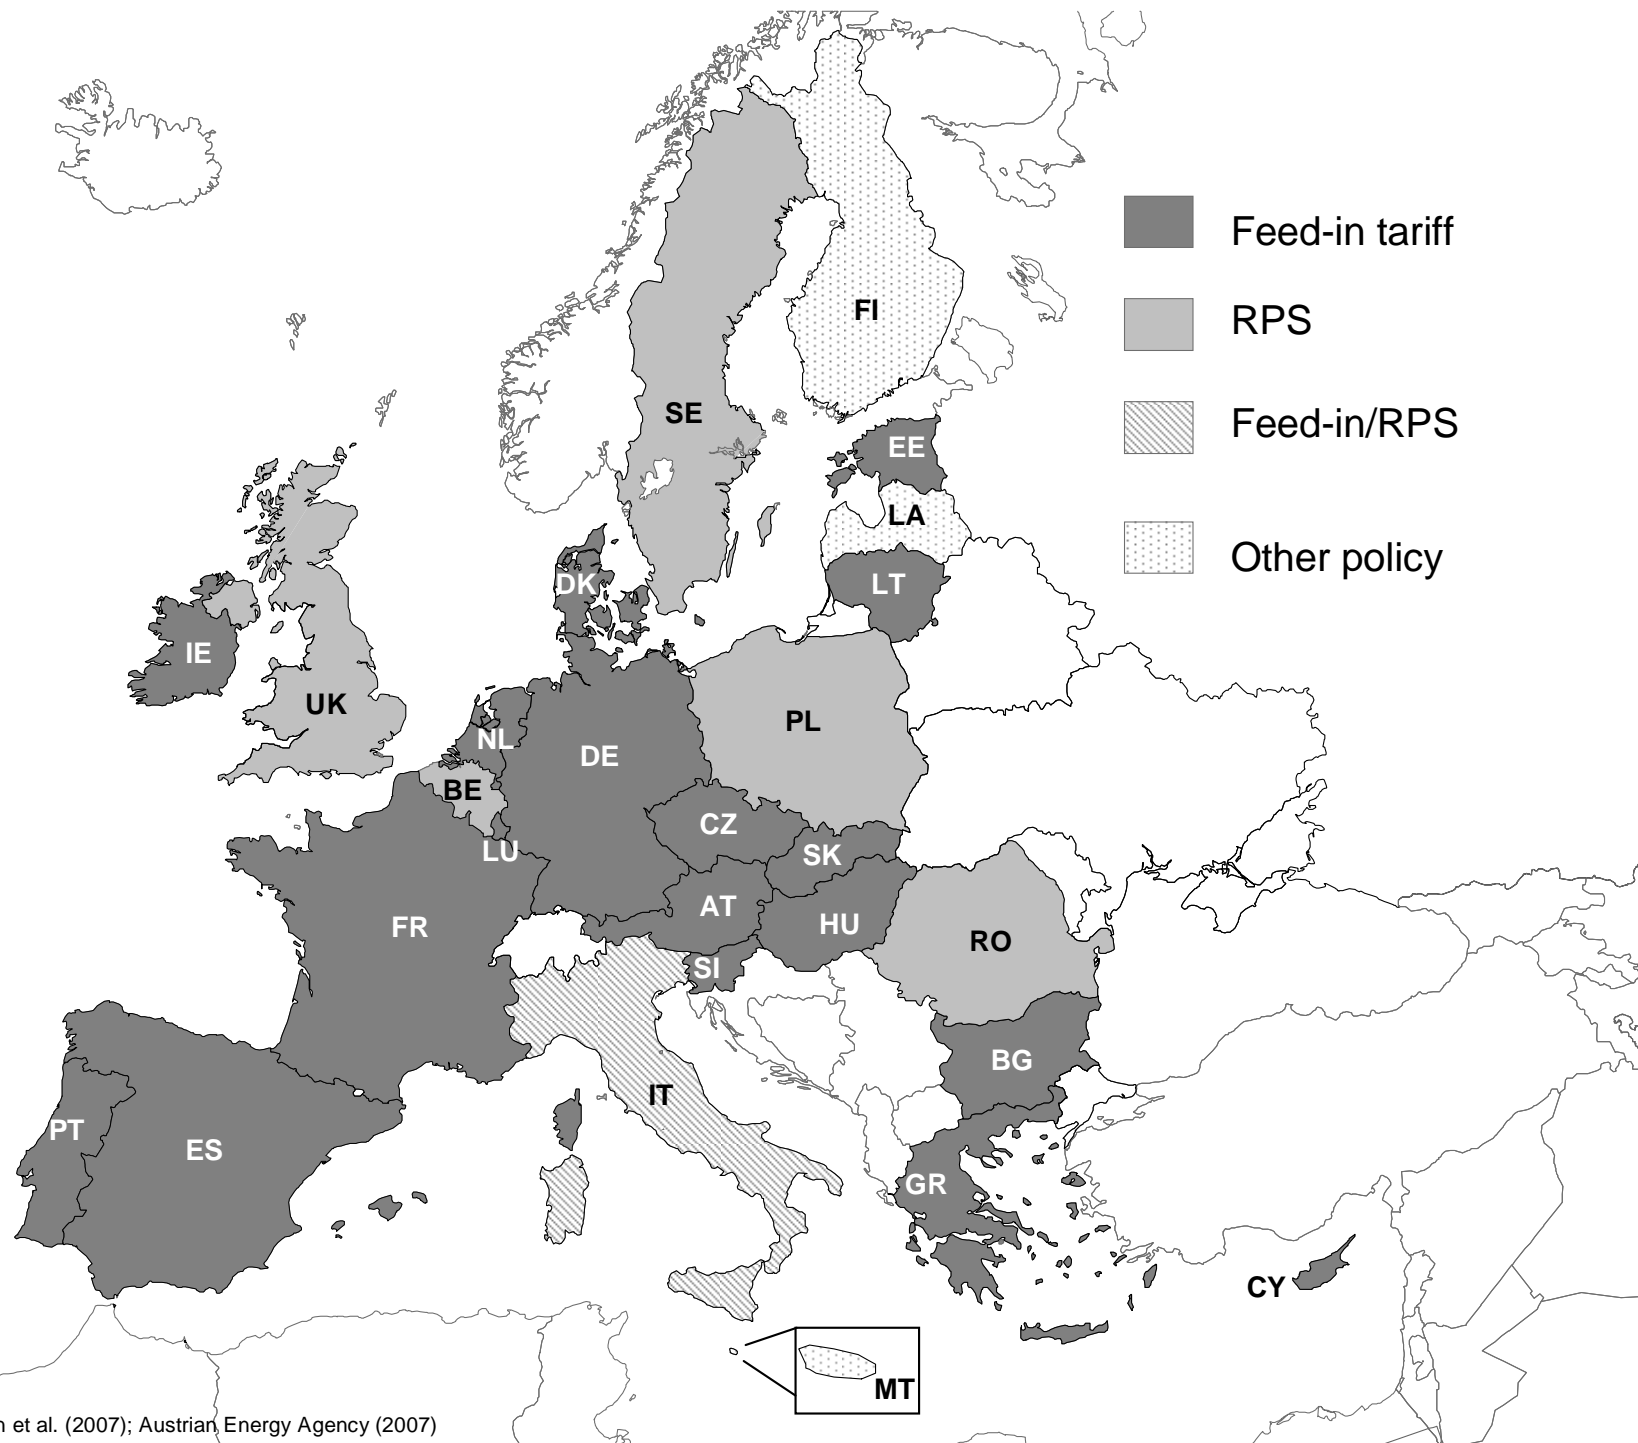 Feed-in tariff
RPS
FI
Feed-in/RPS
SE
EE
LA
Other policy
DK
LT
IE
UK
PL
NL
DE
BE
CZ
LU
SK
AT
FR
HU
RO
SI
BG
IT
PT
ES
GR
CY
MT
et al. (2007); Austrian Energy Agency (2007)